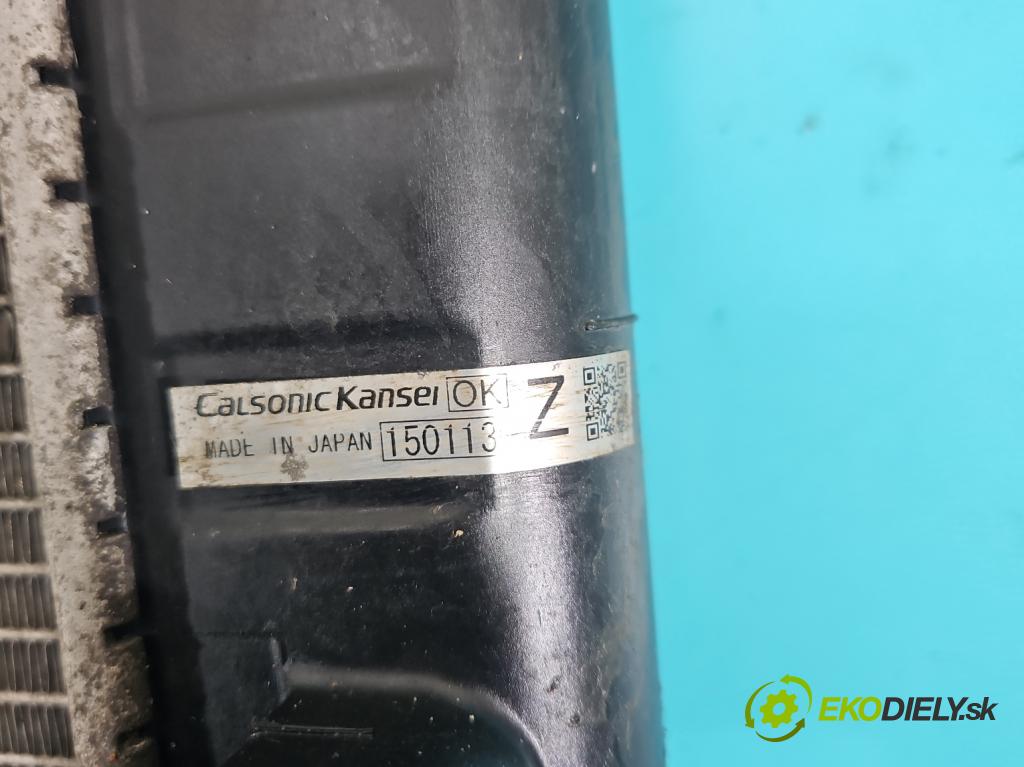 CalsonicKansei OK Z
MADE IN JAPAN 150113
EKODIELY.sk